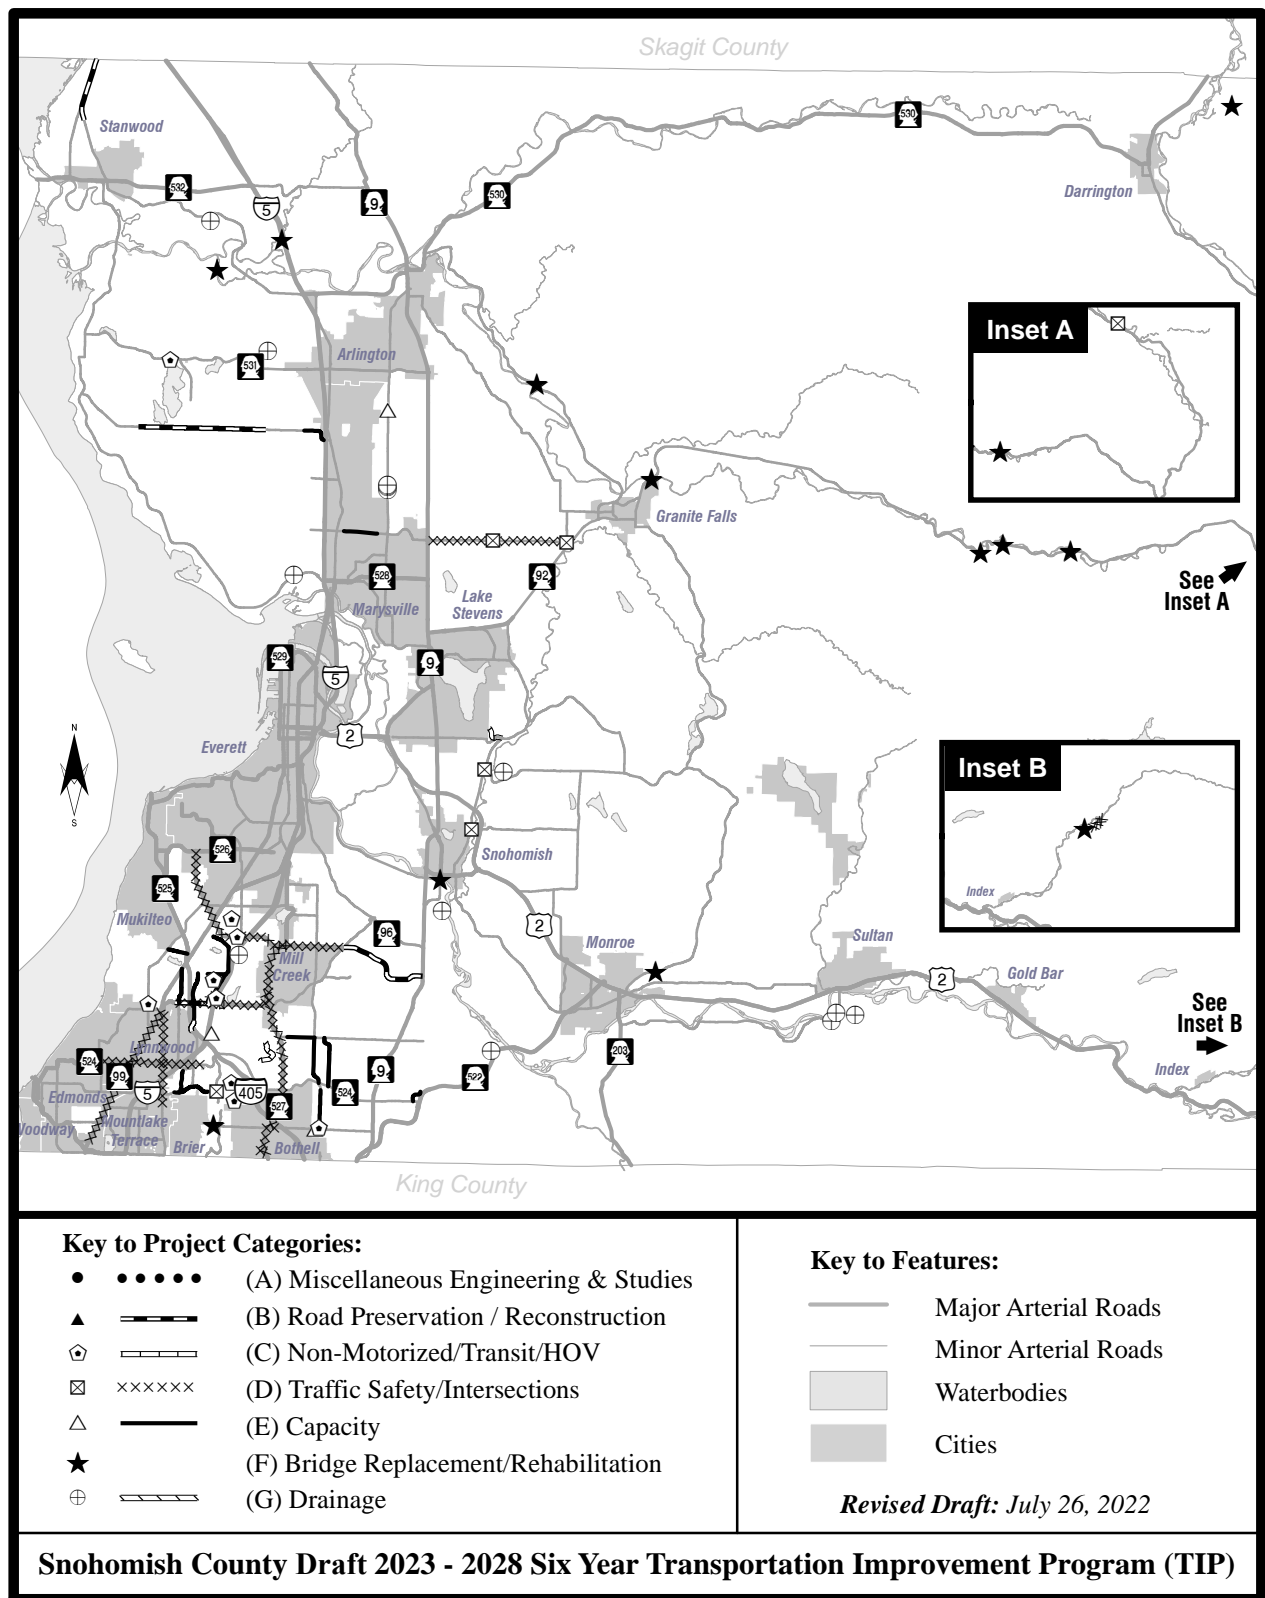 Skagit County
Stanwood
530
Darrington
532
5
9
530
Inset A
531
Arlington
Granite Falls
See
Inset A
528
92
Lake
Stevens
Marysville
529
9
5
2
Everett
N
S
Inset B
Index
526
Snohomish
525
Mukilteo
96
2
Monroe
Sultan
Mill
Creek
2
Gold Bar
See
Inset B
Lynnwood
524
99
9
203
Index
5
405
524
522
Edmonds
527
Woodway
Mountlake
Terrace
Brier
Bothell
King County
Key to Project Categories:
(A) Miscellaneous Engineering & Studies
(B) Road Preservation / Reconstruction
(C) Non-Motorized/Transit/HOV
(D) Traffic Safety/Intersections
(E) Capacity
(F) Bridge Replacement/Rehabilitation
(G) Drainage
Key to Features:
Major Arterial Roads
Minor Arterial Roads
Waterbodies
Cities
Revised Draft: July 26, 2022
Snohomish County Draft 2023 - 2028 Six Year Transportation Improvement Program (TIP)